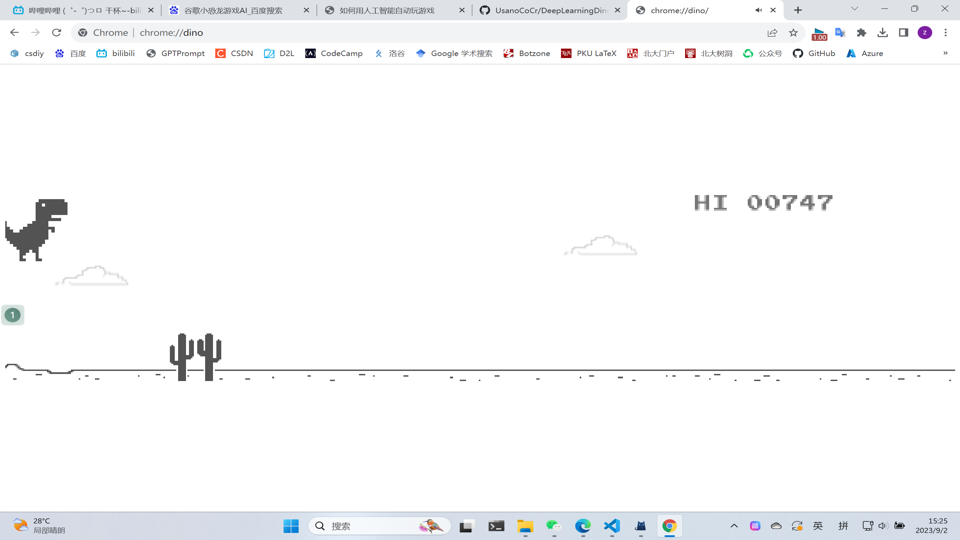 哔哩哔哩 (゜-゜)つロ 干杯~-bili
谷歌小恐龙游戏AI_百度搜索
如何用人工智能自动玩游戏
UsanoCoCr/DeepLearningDin
chrome://dino/
Chrome | chrome://dino
1.00
z
csdiy
百度
bilibili
GPTPrompt
CSDN
D2L
CodeCamp
洛谷
Google 学术搜索
Botzone
PKU LaTeX
北大门户
北大树洞
公众号
GitHub
Azure
»
HI 00747
1
28°C
局部晴朗
搜索
英
拼
15:25
2023/9/2